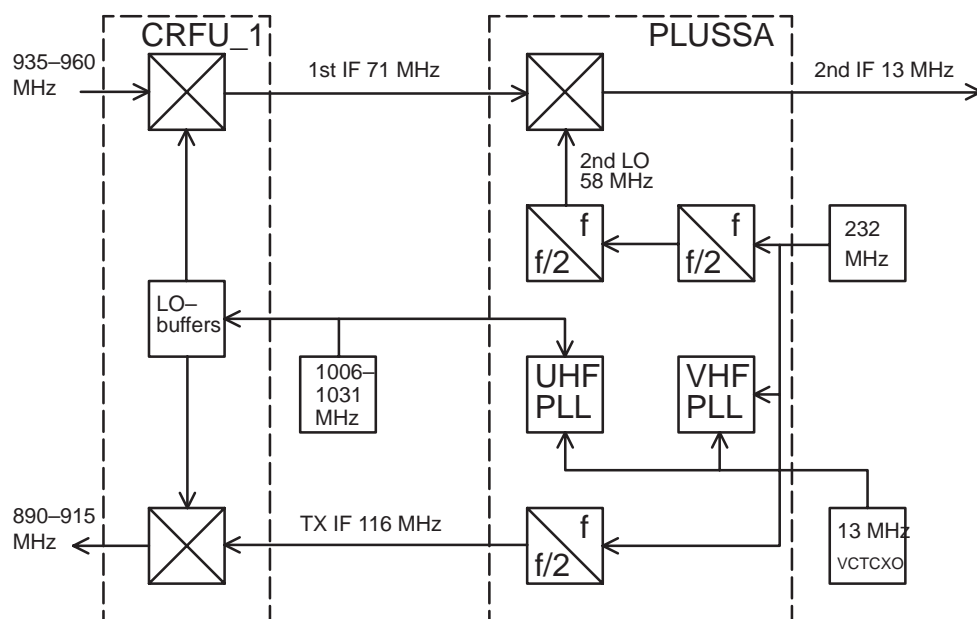 CRFU_1
PLUSSA
935–960
MHz
1st IF 71 MHz
2nd IF 13 MHz
2nd LO
58 MHz
f
f/2
f
f/2
232
MHz
LO–
buffers
1006–
1031
MHz
UHF
PLL
VHF
PLL
890–915
MHz
TX IF 116 MHz
f
f/2
13 MHz
VCTCXO